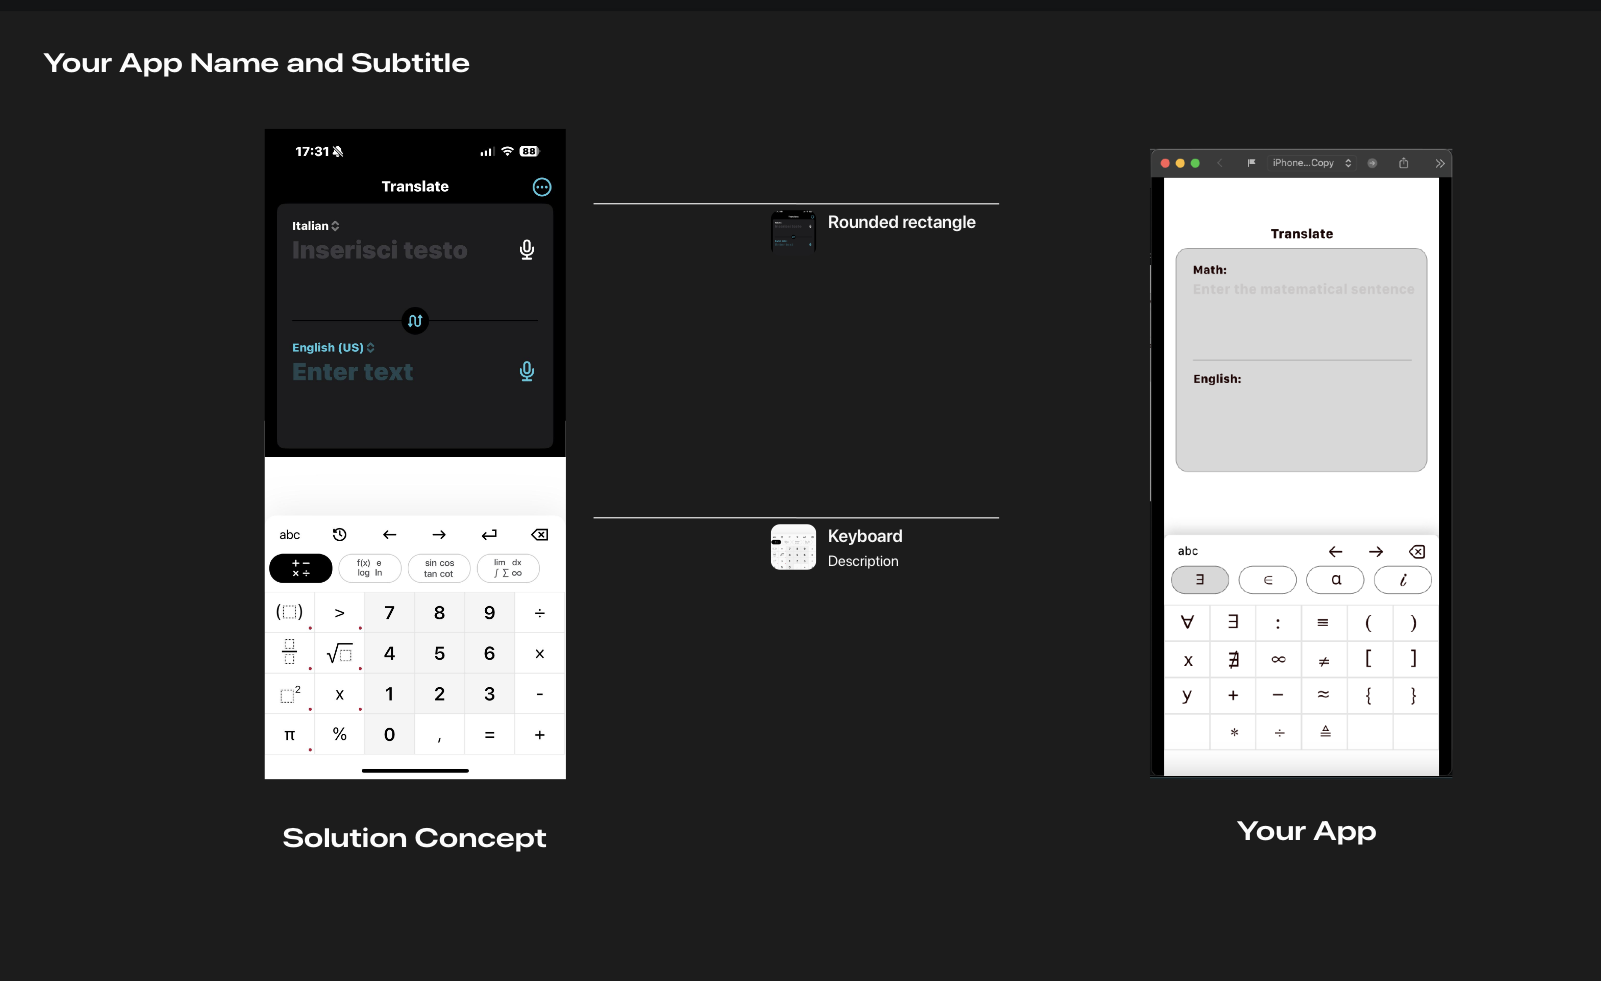 Your App Name and Subtitle
17:31
88
Translate
Italian
Inserisci testo
English (US)
Enter text
abc
+ − × ÷
f(x) e log ln
sin cos tan cot
lim dx ∫ ∑ ∞
( ) > 7 8 9 ÷
√ 4 5 6 ×
2 x 1 2 3 -
π % 0 , = +
Solution Concept
Rounded rectangle
Keyboard
Description
iPhone...Copy
Translate
Math:
Enter the matematical sentence
English:
abc
∃ ∈ α i
∀ ∃ : ≡ ( )
x ∄ ∞ ≠ [ ]
y + − ≈ { }
* ÷ ≜
Your App